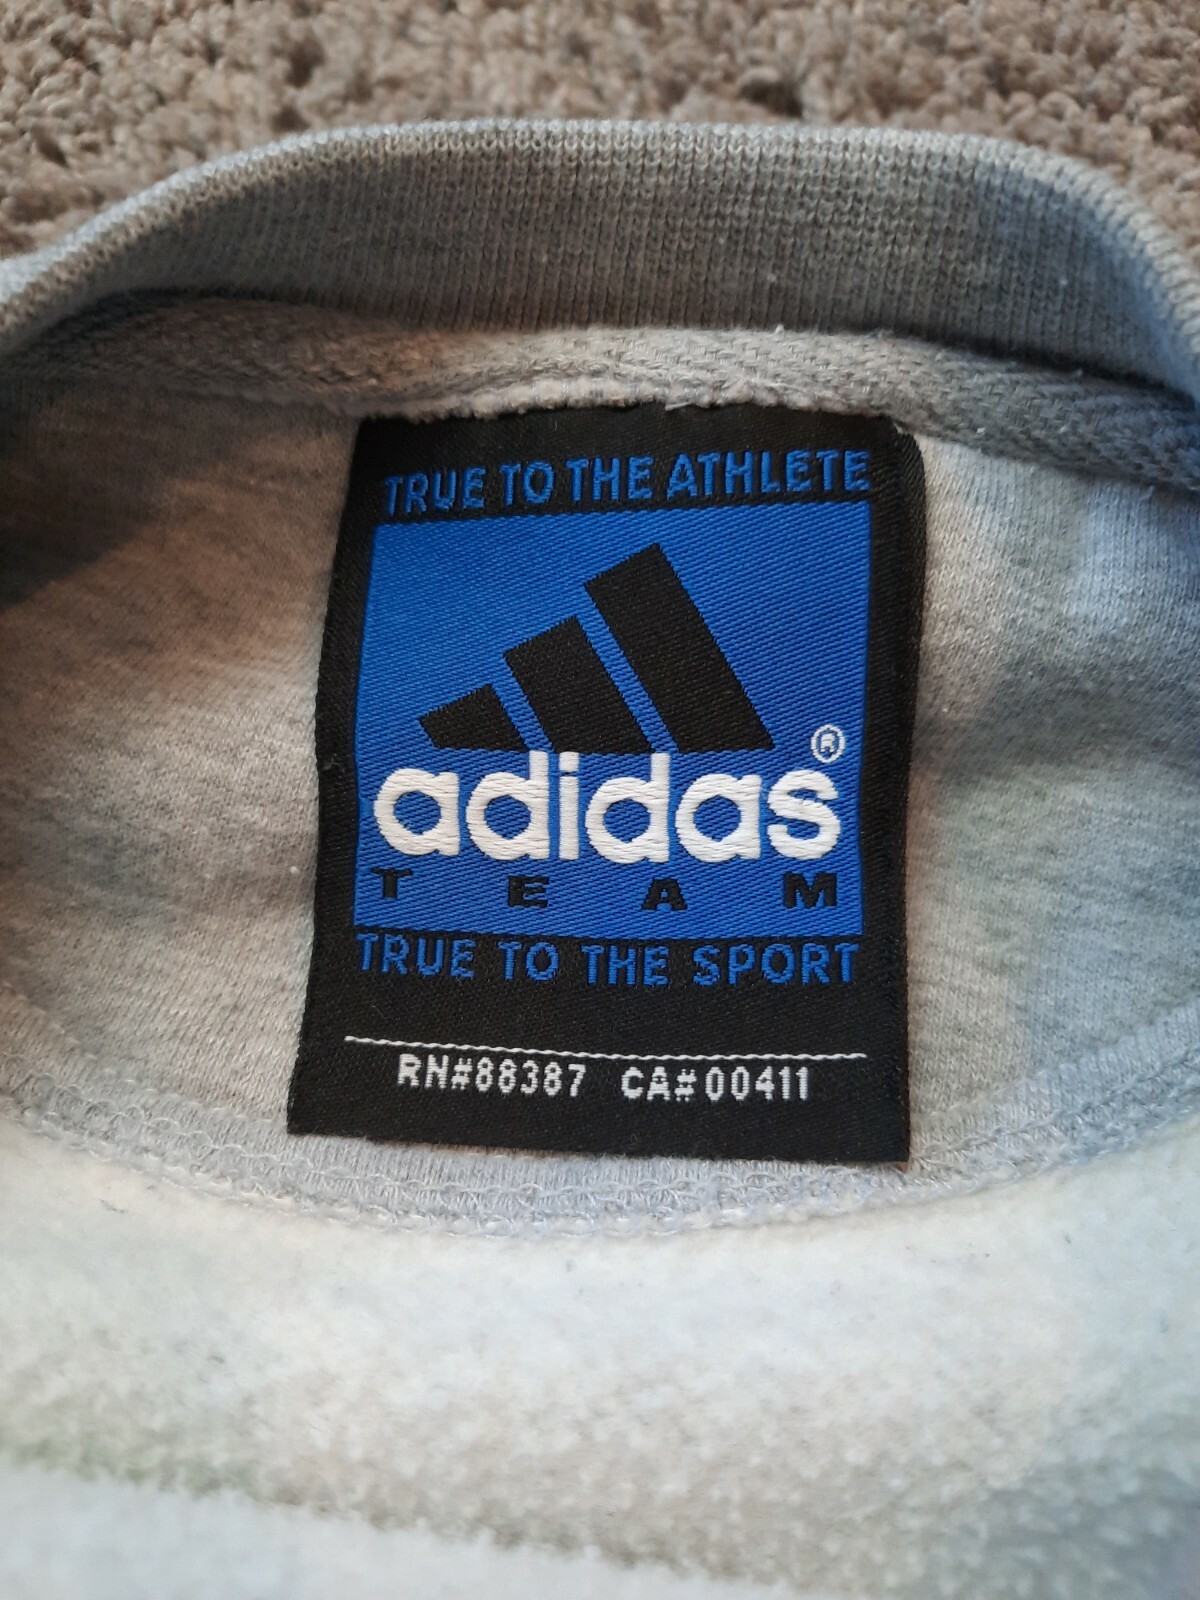 TRUE TO THE ATHLETE
adidas®
TEAM
TRUE TO THE SPORT
RN#88387 CA#00411